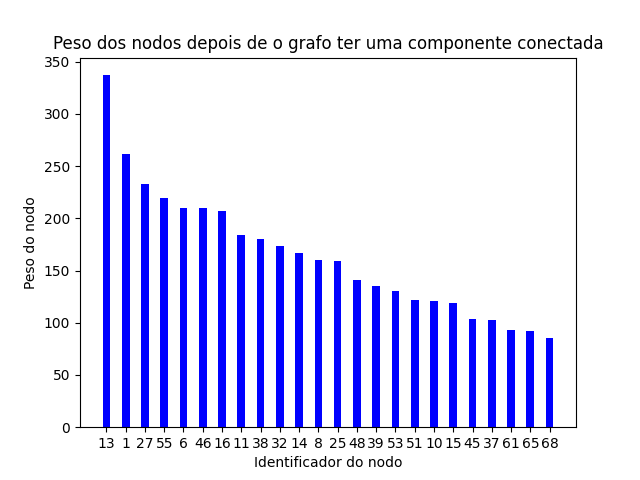 Peso dos nodos depois de o grafo ter uma componente conectada
350
300
250
200
150
100
50
0
Peso do nodo
13 1 27 55 6 46 16 11 38 32 14 8 25 48 39 53 51 10 15 45 37 61 65 68
Identificador do nodo